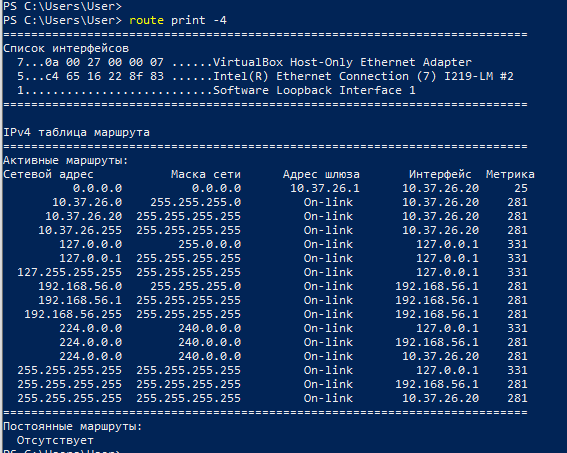 PS C:\Users\User>
PS C:\Users\User> route print -4
===========================================================================
Список интерфейсов
  7...0a 00 27 00 00 07 ......VirtualBox Host-Only Ethernet Adapter
  5...c4 65 16 22 8f 83 ......Intel(R) Ethernet Connection (7) I219-LM #2
  1...........................Software Loopback Interface 1
===========================================================================

IPv4 таблица маршрута
===========================================================================
Активные маршруты:
Сетевой адрес           Маска сети      Адрес шлюза       Интерфейс  Метрика
          0.0.0.0          0.0.0.0       10.37.26.1      10.37.26.20     25
       10.37.26.0    255.255.255.0         On-link       10.37.26.20    281
      10.37.26.20  255.255.255.255         On-link       10.37.26.20    281
     10.37.26.255  255.255.255.255         On-link       10.37.26.20    281
        127.0.0.0        255.0.0.0         On-link         127.0.0.1    331
        127.0.0.1  255.255.255.255         On-link         127.0.0.1    331
  127.255.255.255  255.255.255.255         On-link         127.0.0.1    331
     192.168.56.0    255.255.255.0         On-link      192.168.56.1    281
     192.168.56.1  255.255.255.255         On-link      192.168.56.1    281
   192.168.56.255  255.255.255.255         On-link      192.168.56.1    281
        224.0.0.0        240.0.0.0         On-link         127.0.0.1    331
        224.0.0.0        240.0.0.0         On-link      192.168.56.1    281
        224.0.0.0        240.0.0.0         On-link       10.37.26.20    281
  255.255.255.255  255.255.255.255         On-link         127.0.0.1    331
  255.255.255.255  255.255.255.255         On-link      192.168.56.1    281
  255.255.255.255  255.255.255.255         On-link       10.37.26.20    281
===========================================================================
Постоянные маршруты:
  Отсутствует
PS C:\Users\User>